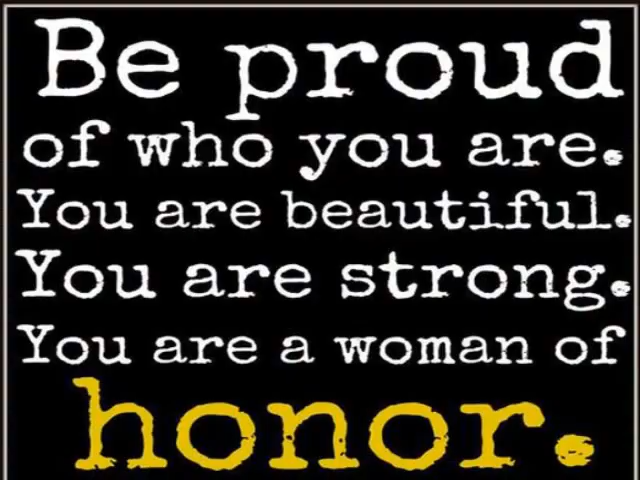 Be proud
of who you are.
You are beautiful.
You are strong.
You are a woman of
honor.